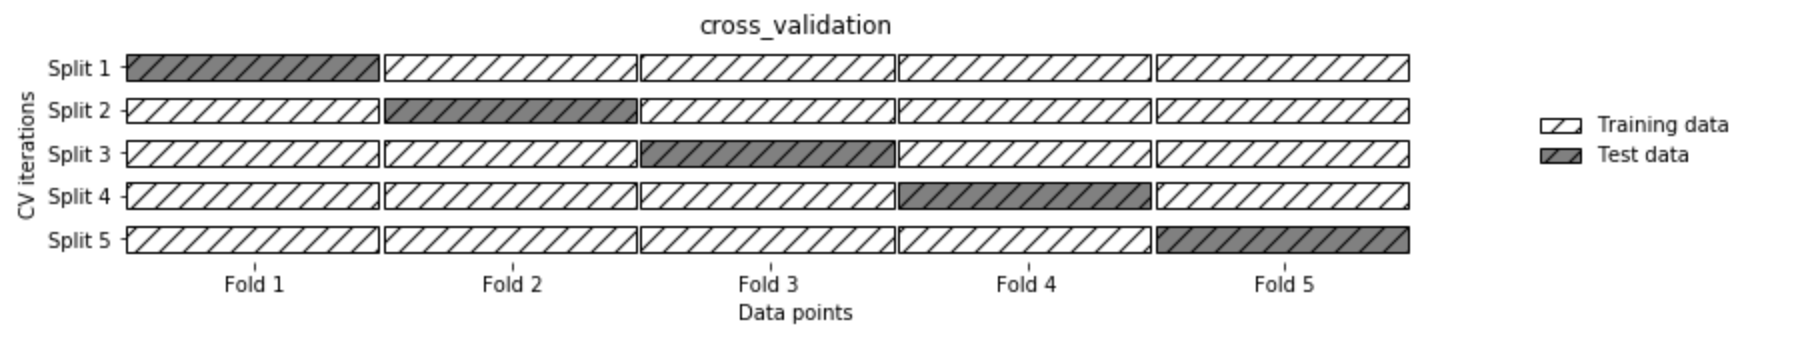 cross_validation
Split 1
Split 2
Split 3
Split 4
Split 5
CV iterations
Fold 1 Fold 2 Fold 3 Fold 4 Fold 5
Data points
Training data
Test data